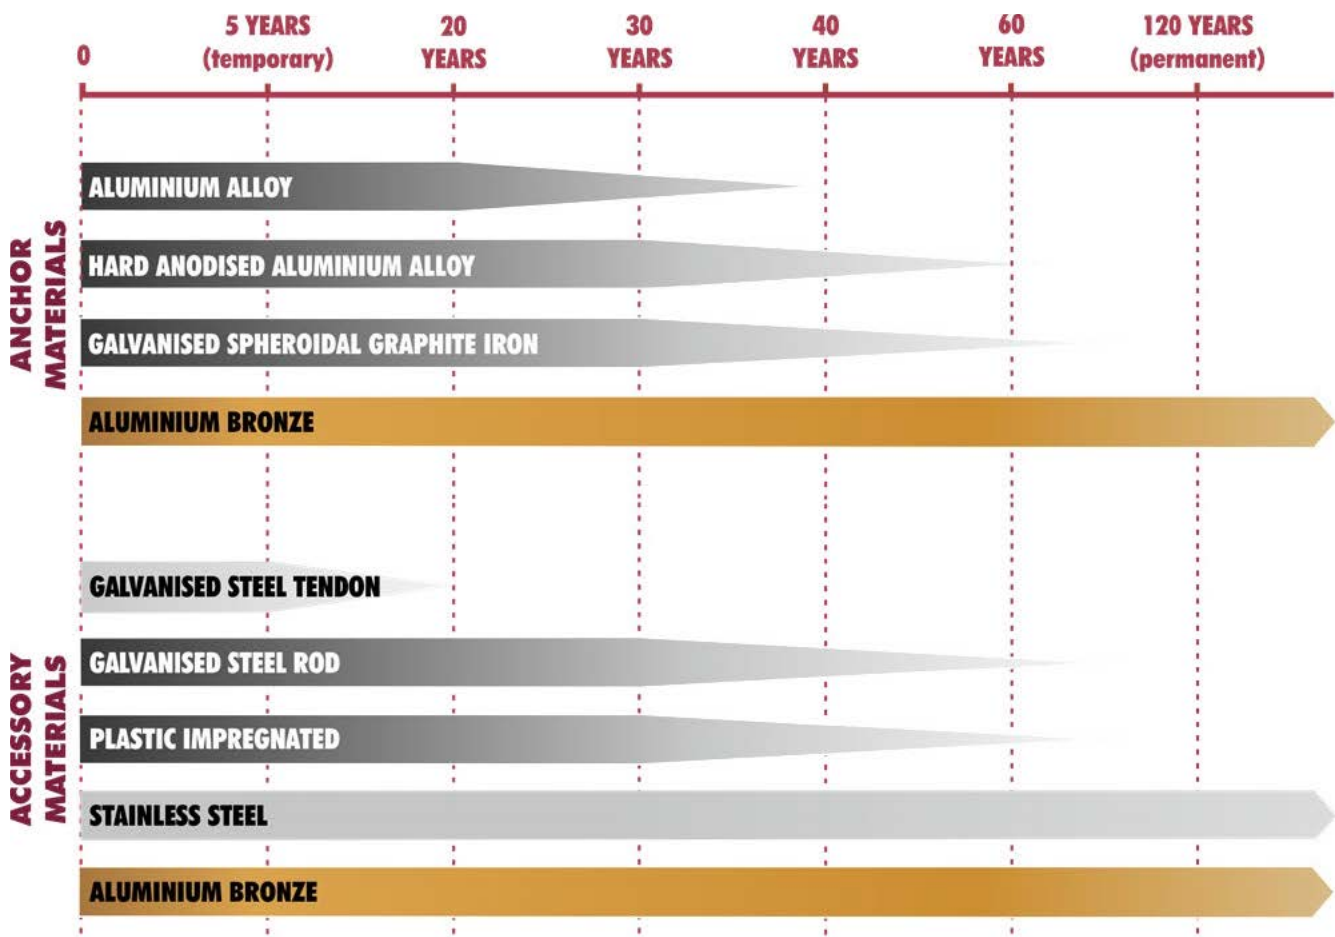 0
5 YEARS
(temporary)
20
YEARS
30
YEARS
40
YEARS
60
YEARS
120 YEARS
(permanent)
ANCHOR
MATERIALS
ALUMINIUM ALLOY
HARD ANODISED ALUMINIUM ALLOY
GALVANISED SPHEROIDAL GRAPHITE IRON
ALUMINIUM BRONZE
ACCESSORY
MATERIALS
GALVANISED STEEL TENDON
GALVANISED STEEL ROD
PLASTIC IMPREGNATED
STAINLESS STEEL
ALUMINIUM BRONZE